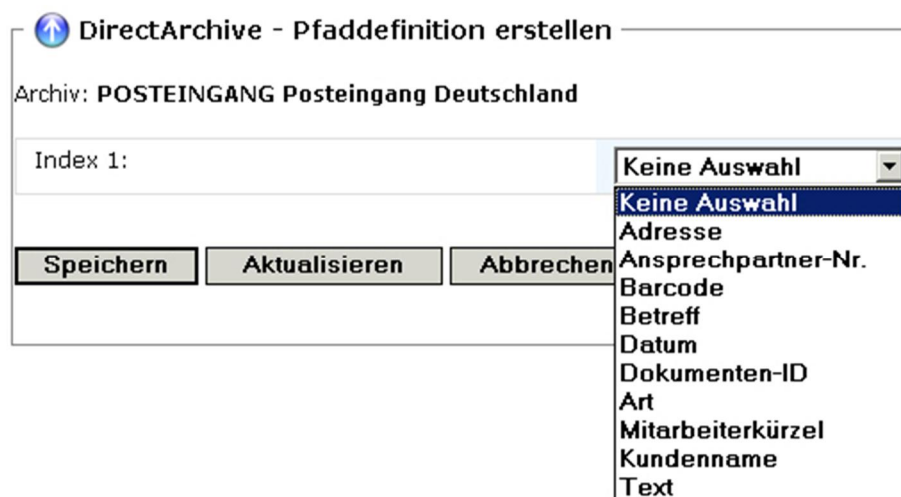 DirectArchive - Pfaddefinition erstellen
Archiv: POSTEINGANG Posteingang Deutschland
Index 1:
Keine Auswahl
Keine Auswahl
Adresse
Ansprechpartner-Nr.
Barcode
Betreff
Datum
Dokumenten-ID
Art
Mitarbeiterkürzel
Kundenname
Text
Speichern
Aktualisieren
Abbrechen